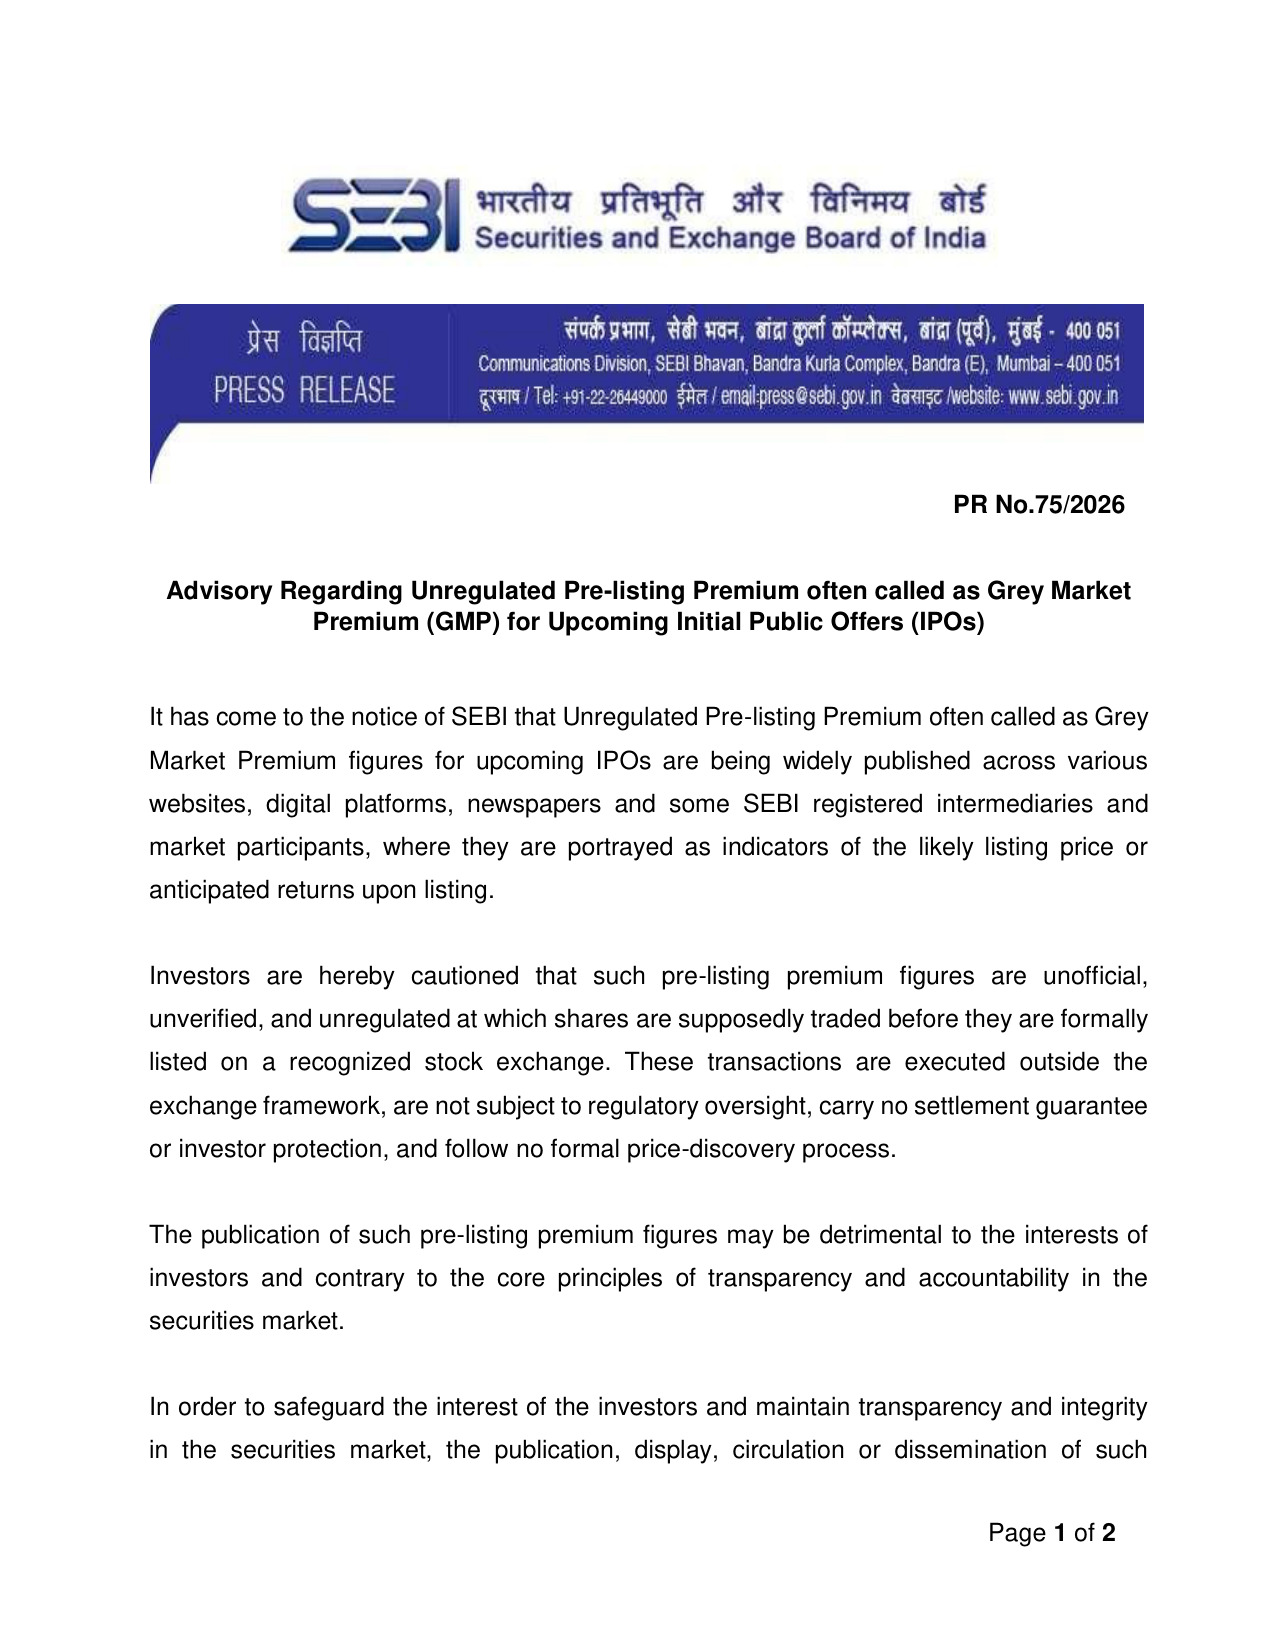 SEBI भारतीय प्रतिभूति और विनिमय बोर्ड
Securities and Exchange Board of India
प्रेस विज्ञप्ति
PRESS RELEASE
संपर्क प्रभाग, सेबी भवन, बांद्रा कुर्ला कॉम्प्लेक्स, बांद्रा (पूर्व), मुंबई - 400 051
Communications Division, SEBI Bhavan, Bandra Kurla Complex, Bandra (E), Mumbai – 400 051
दूरभाष / Tel: +91-22-26449000 ईमेल / email:press@sebi.gov.in वेबसाइट /website: www.sebi.gov.in
PR No.75/2026
Advisory Regarding Unregulated Pre-listing Premium often called as Grey Market
Premium (GMP) for Upcoming Initial Public Offers (IPOs)
It has come to the notice of SEBI that Unregulated Pre-listing Premium often called as Grey
Market Premium figures for upcoming IPOs are being widely published across various
websites, digital platforms, newspapers and some SEBI registered intermediaries and
market participants, where they are portrayed as indicators of the likely listing price or
anticipated returns upon listing.
Investors are hereby cautioned that such pre-listing premium figures are unofficial,
unverified, and unregulated at which shares are supposedly traded before they are formally
listed on a recognized stock exchange. These transactions are executed outside the
exchange framework, are not subject to regulatory oversight, carry no settlement guarantee
or investor protection, and follow no formal price-discovery process.
The publication of such pre-listing premium figures may be detrimental to the interests of
investors and contrary to the core principles of transparency and accountability in the
securities market.
In order to safeguard the interest of the investors and maintain transparency and integrity
in the securities market, the publication, display, circulation or dissemination of such
Page 1 of 2